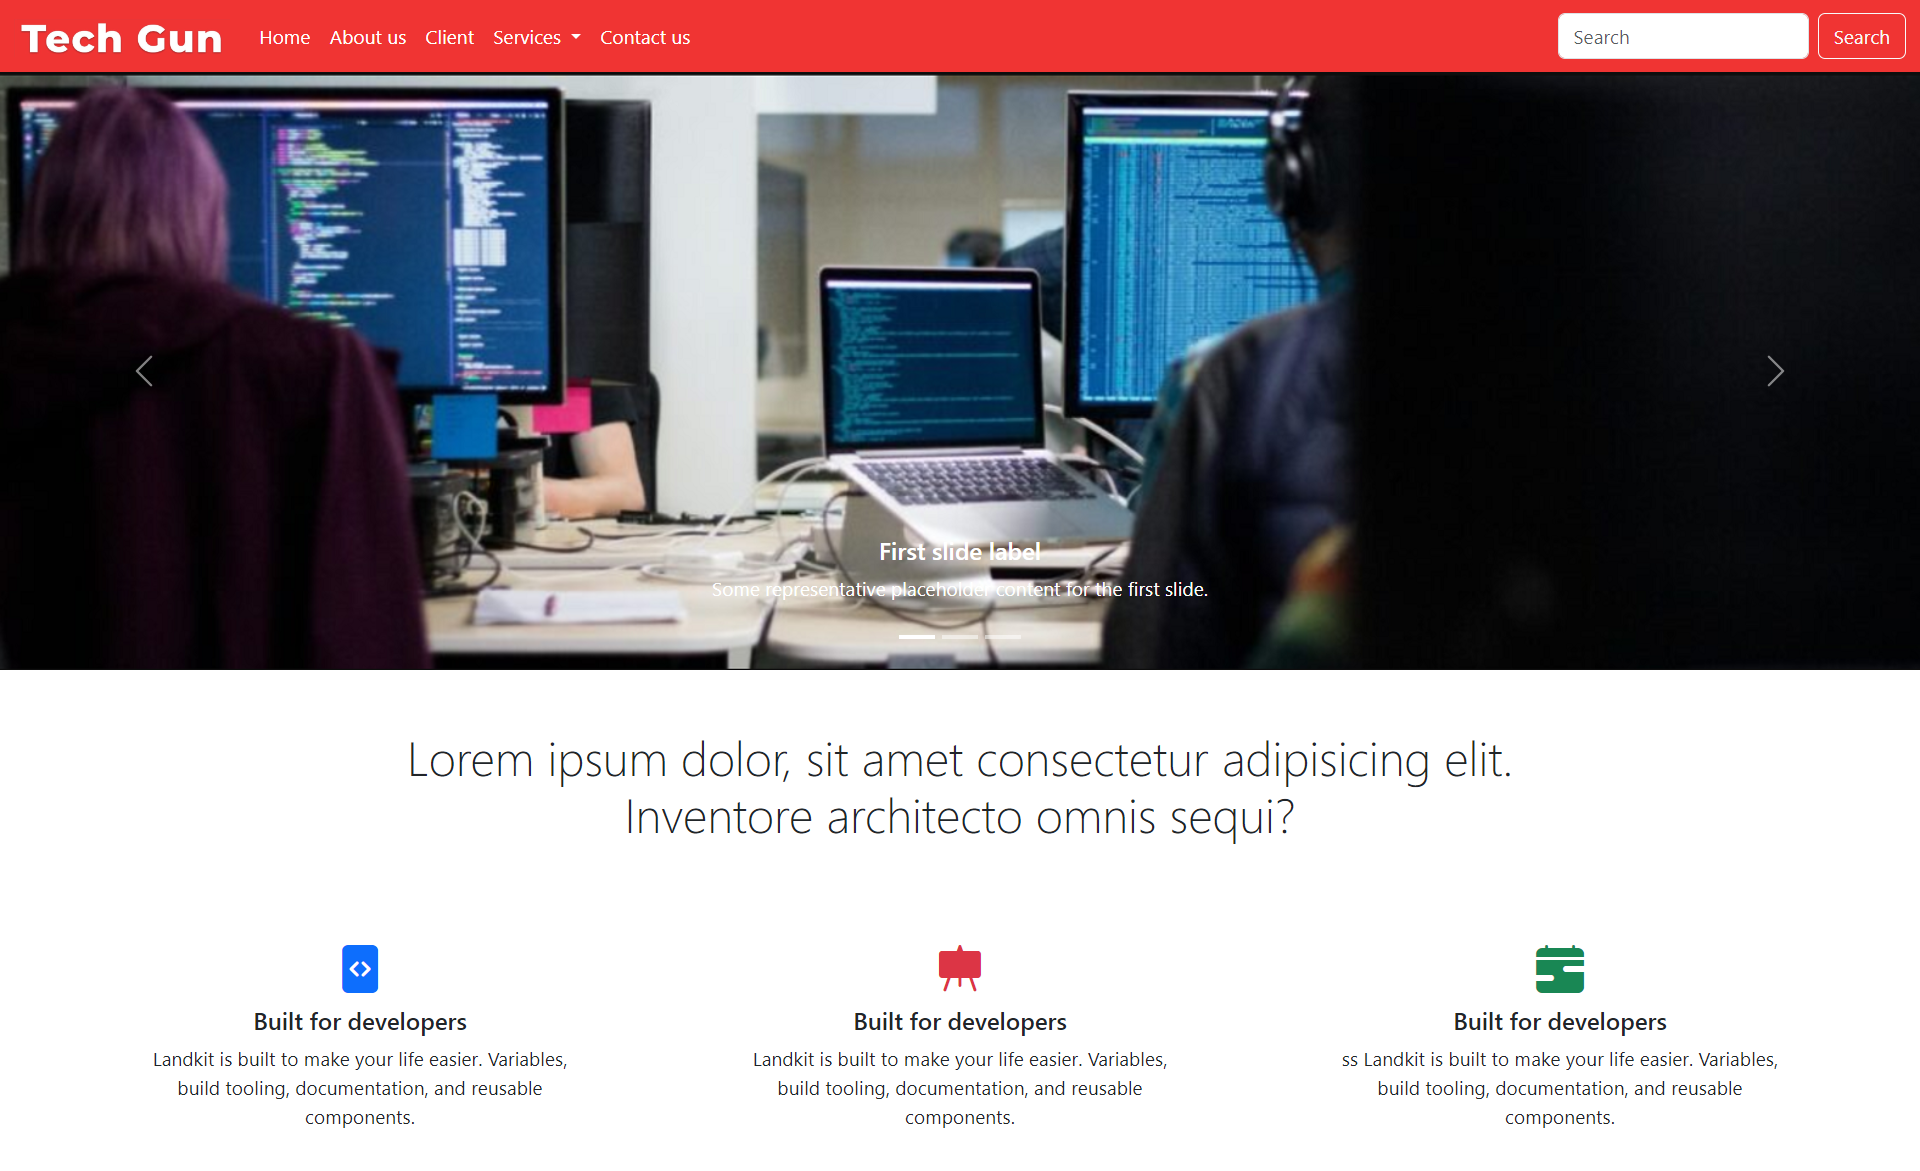 Tech Gun
Home
About us
Client
Services
Contact us
Search
Search
First slide label
Some representative placeholder content for the first slide.
Lorem ipsum dolor, sit amet consectetur adipisicing elit.
Inventore architecto omnis sequi?
Built for developers
Landkit is built to make your life easier. Variables,
build tooling, documentation, and reusable
components.
Built for developers
Landkit is built to make your life easier. Variables,
build tooling, documentation, and reusable
components.
Built for developers
ss Landkit is built to make your life easier. Variables,
build tooling, documentation, and reusable
components.